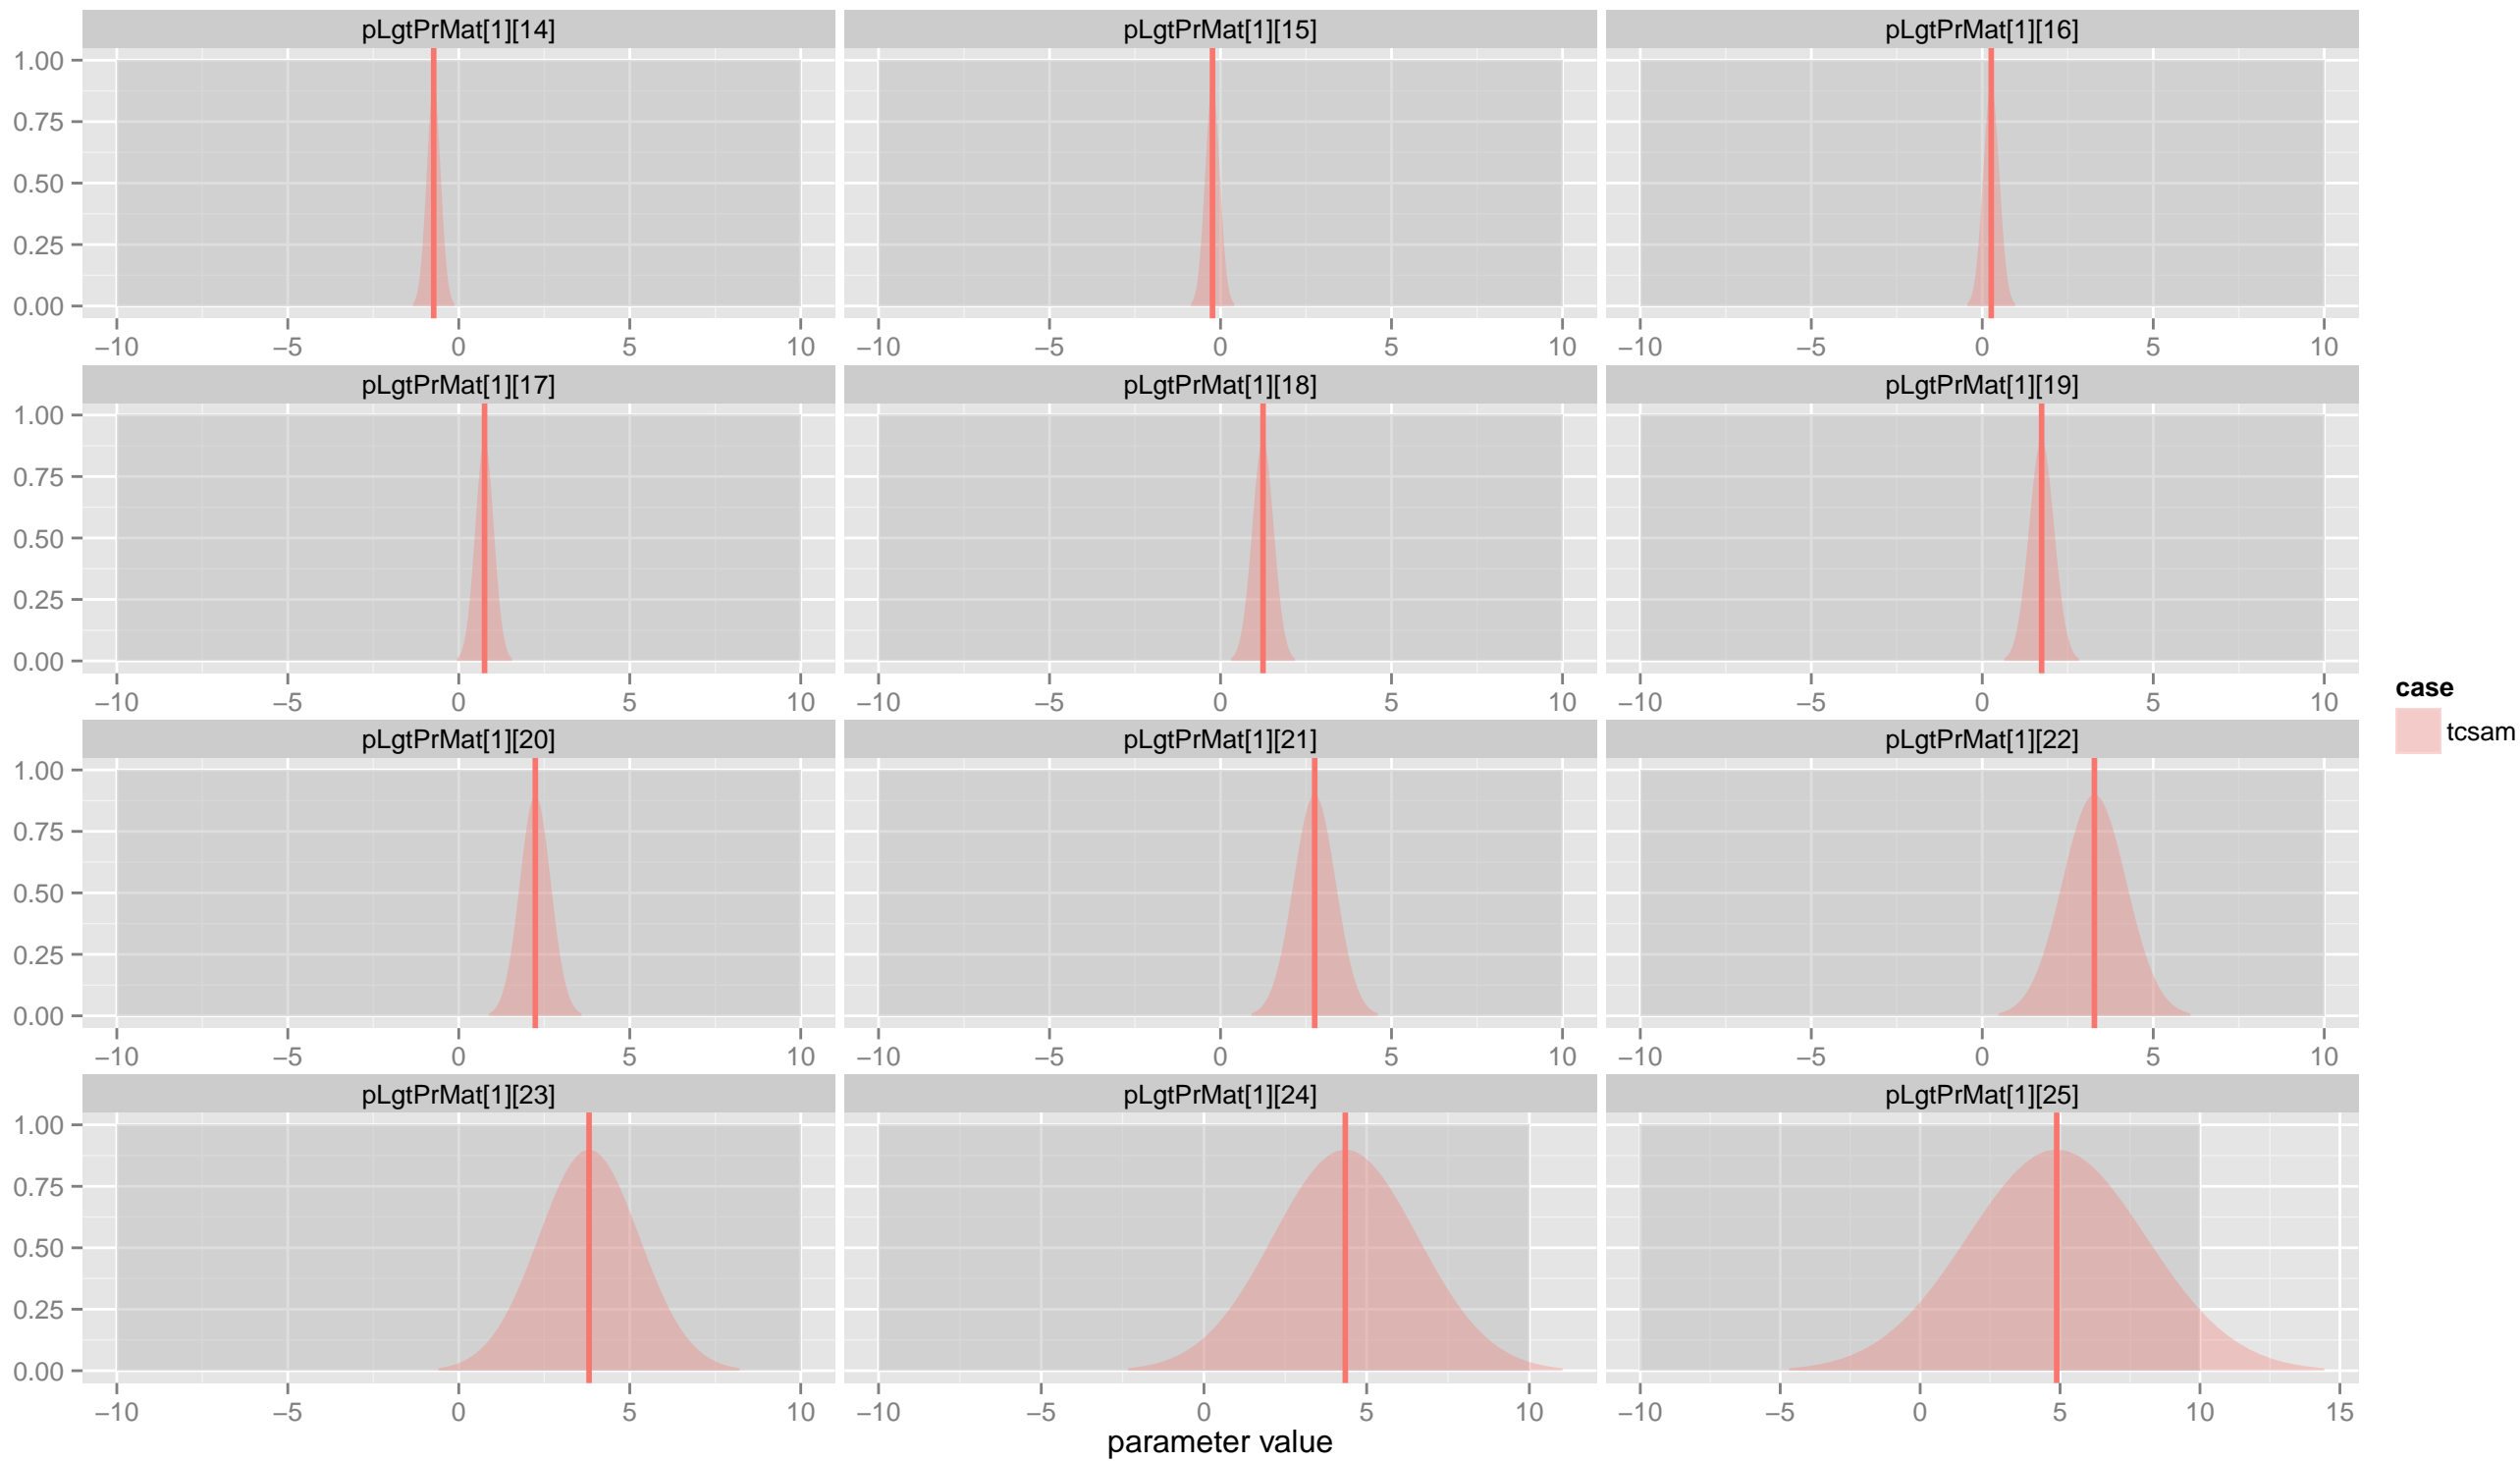 pLgtPrMat[1][14] pLgtPrMat[1][15] pLgtPrMat[1][16]
1.00
0.75
0.50
0.25
0.00
−10 −5 0 5 10 −10 −5 0 5 10 −10 −5 0 5 10
pLgtPrMat[1][17] pLgtPrMat[1][18] pLgtPrMat[1][19]
1.00
0.75
0.50
0.25
0.00
−10 −5 0 5 10 −10 −5 0 5 10 −10 −5 0 5 10
case
tcsam
pLgtPrMat[1][20] pLgtPrMat[1][21] pLgtPrMat[1][22]
1.00
0.75
0.50
0.25
0.00
−10 −5 0 5 10 −10 −5 0 5 10 −10 −5 0 5 10
pLgtPrMat[1][23] pLgtPrMat[1][24] pLgtPrMat[1][25]
1.00
0.75
0.50
0.25
0.00
−10 −5 0 5 10 −10 −5 0 5 10 −10 −5 0 5 10 15
parameter value